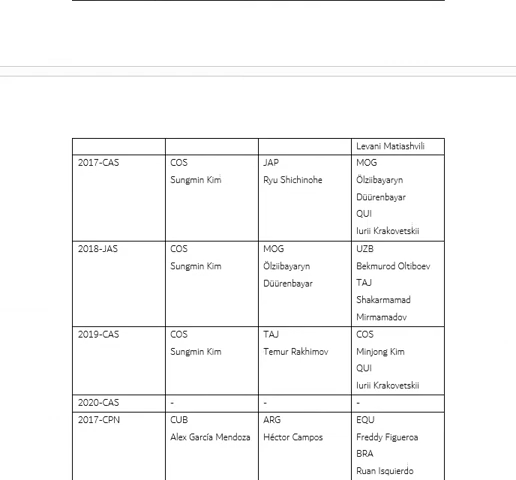 Levani Matiashvili
2017-CAS COS JAP MOG
Sungmin Kim Ryu Shichinohe Ölziibayaryn
Düürenbayar
QUI
Iurii Krakovetskii
2018-JAS COS MOG UZB
Sungmin Kim Ölziibayaryn Bekmurod Oltiboev
Düürenbayar TAJ
Shakarmamad
Mirmamadov
2019-CAS COS TAJ COS
Sungmin Kim Temur Rakhimov Minjong Kim
QUI
Iurii Krakovetskii
2020-CAS - - -
2017-CPN CUB ARG EQU
Alex García Mendoza Héctor Campos Freddy Figueroa
BRA
Ruan Isquierdo